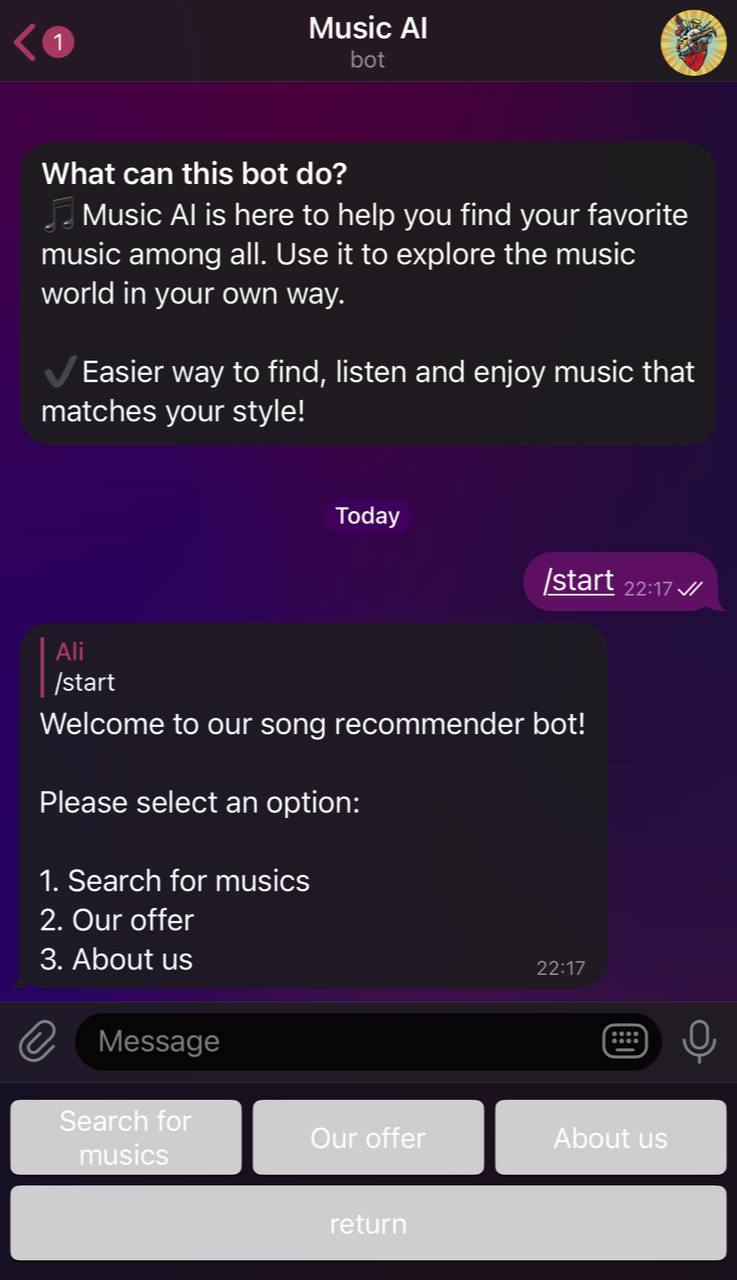 Music AI
1
bot
What can this bot do?
🎵 Music AI is here to help you find your favorite
music among all. Use it to explore the music
world in your own way.
✔️ Easier way to find, listen and enjoy music that
matches your style!
Today
/start 22:17
Ali
/start
Welcome to our song recommender bot!
Please select an option:
1. Search for musics
2. Our offer
3. About us
22:17
Message
Search for
musics
Our offer
About us
return